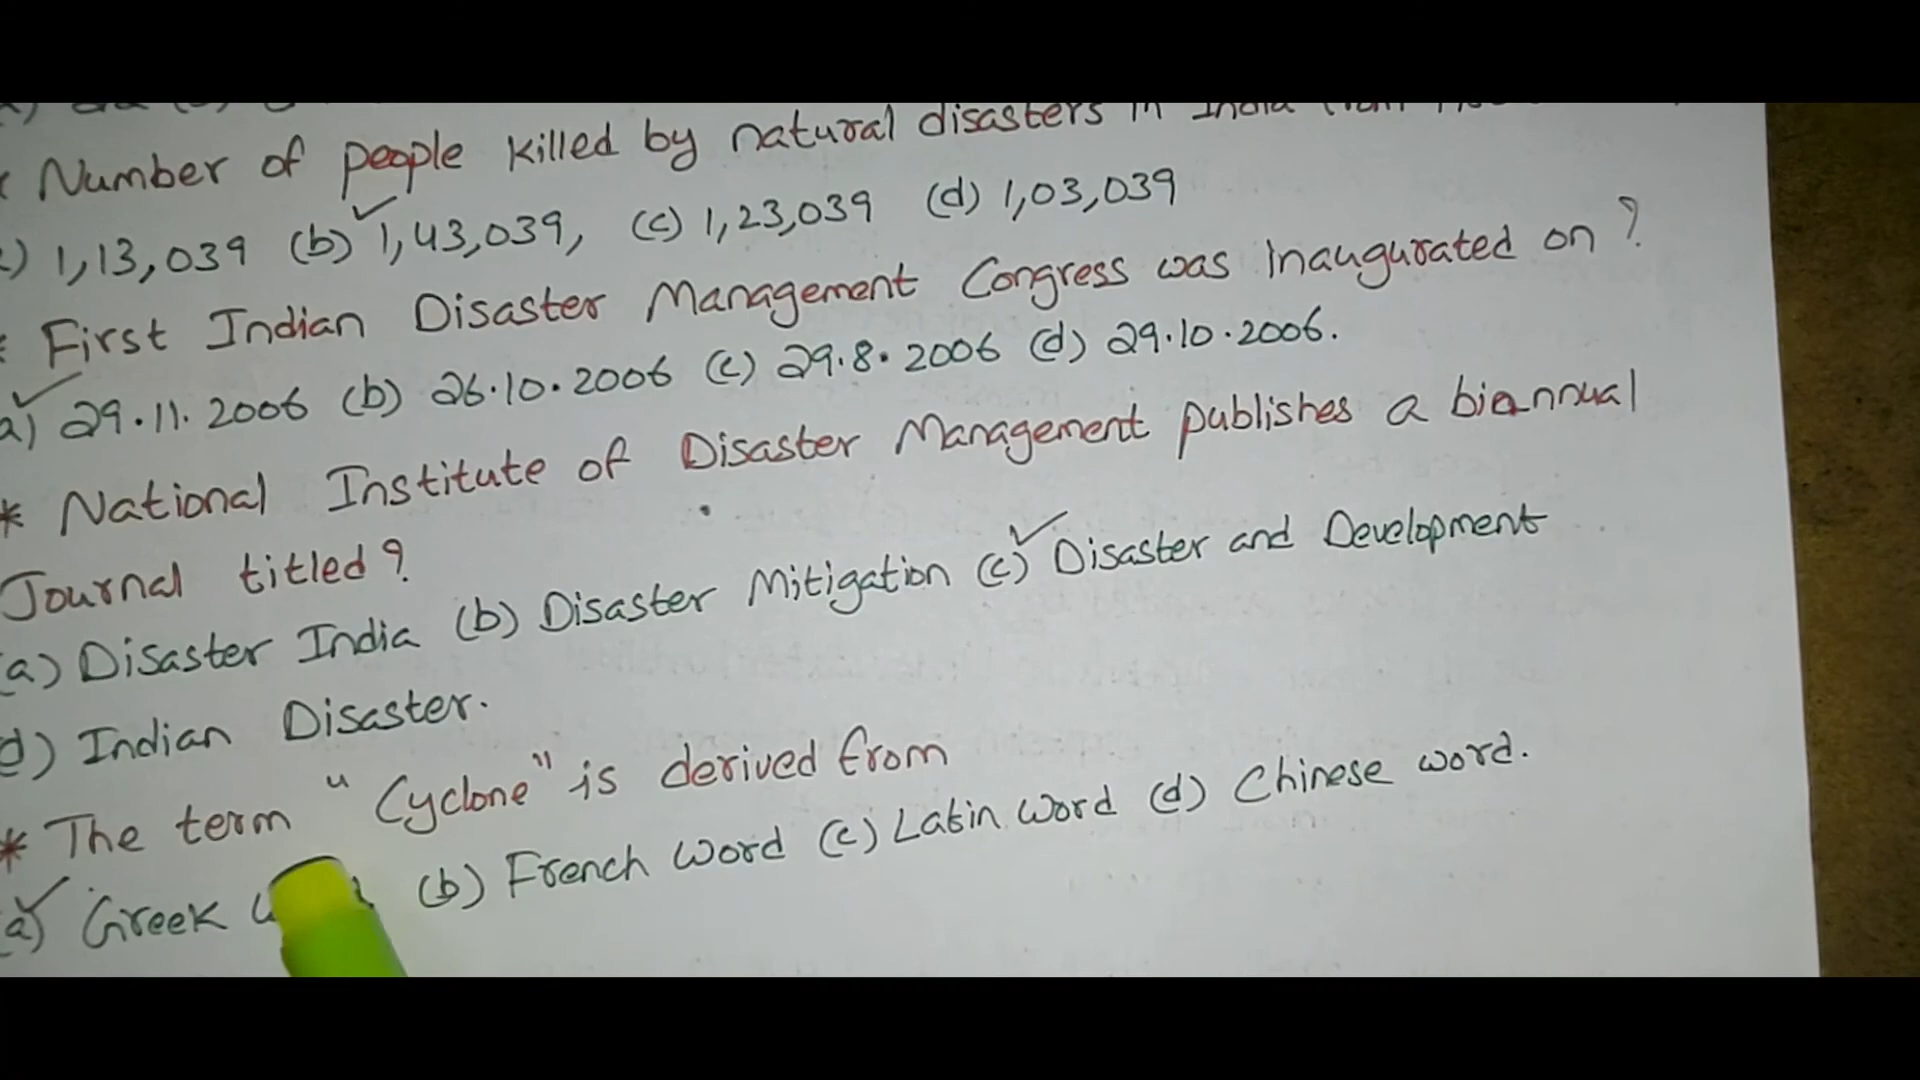 Number of people killed by natural disasters in India from
1,13,039 (b) 1,43,039, (c) 1,23,039 (d) 1,03,039
First Indian Disaster Management Congress was inaugurated on ?
a) 29.11.2006 (b) 26.10.2006 (c) 29.8.2006 (d) 29.10.2006.
* National Institute of Disaster Management publishes a biannual
Journal titled ?
(a) Disaster India (b) Disaster Mitigation (c) Disaster and Development
d) Indian Disaster.
* The term "Cyclone" is derived from
(a) Greek (b) French word (c) Latin word (d) Chinese word.